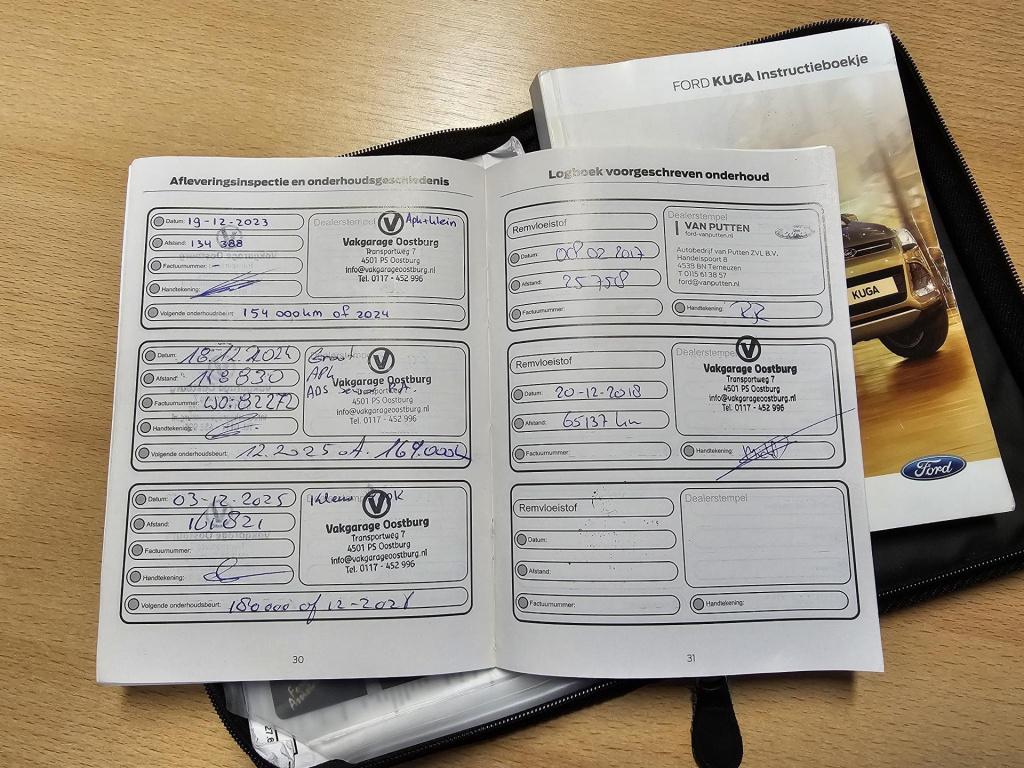 FORD KUGA Instructieboekje
KUGA
Ford
Afleveringsinspectie en onderhoudsgeschiedenis
Datum: 19-12-2023
Afstand: 134 388
Factuurnummer: -
Handtekening:
Volgende onderhoudsbeurt: 154 000km of 2024
Dealerstempel Apk+klein
Vakgarage Oostburg
Transportweg 7
4501 PS Oostburg
info@vakgarageoostburg.nl
Tel. 0117 - 452 996
Datum: 18.12.2024
Afstand:
Factuurnummer: WO:82272
Handtekening:
Volgende onderhoudsbeurt: 12.2025 of 169.000km
Dealerstempel
Groot
APK
Vakgarage Oostburg
Transportweg 7
4501 PS Oostburg
info@vakgarageoostburg.nl
Tel. 0117 - 452 996
Datum: 03-12-2025
Afstand: 161821
Factuurnummer:
Handtekening:
Volgende onderhoudsbeurt: 180000 of 12-2026
Dealerstempel
Vakgarage Oostburg
Transportweg 7
4501 PS Oostburg
info@vakgarageoostburg.nl
Tel. 0117 - 452 996
30
Logboek voorgeschreven onderhoud
Remvloeistof
Datum: 08 02 2017
Afstand: 25758
Factuurnummer:
Dealerstempel
VAN PUTTEN
ford-vanputten.nl
Autobedrijf van Putten ZVL B.V.
Handelspoort 8
4538 BN Terneuzen
T 0115 61 38 57
ford@vanputten.nl
Handtekening:
Remvloeistof
Datum: 20-12-2018
Afstand: 65137 km
Factuurnummer:
Dealerstempel
Vakgarage Oostburg
Transportweg 7
4501 PS Oostburg
info@vakgarageoostburg.nl
Tel. 0117 - 452 996
Handtekening:
Remvloeistof
Datum:
Afstand:
Factuurnummer:
Dealerstempel
Handtekening:
31